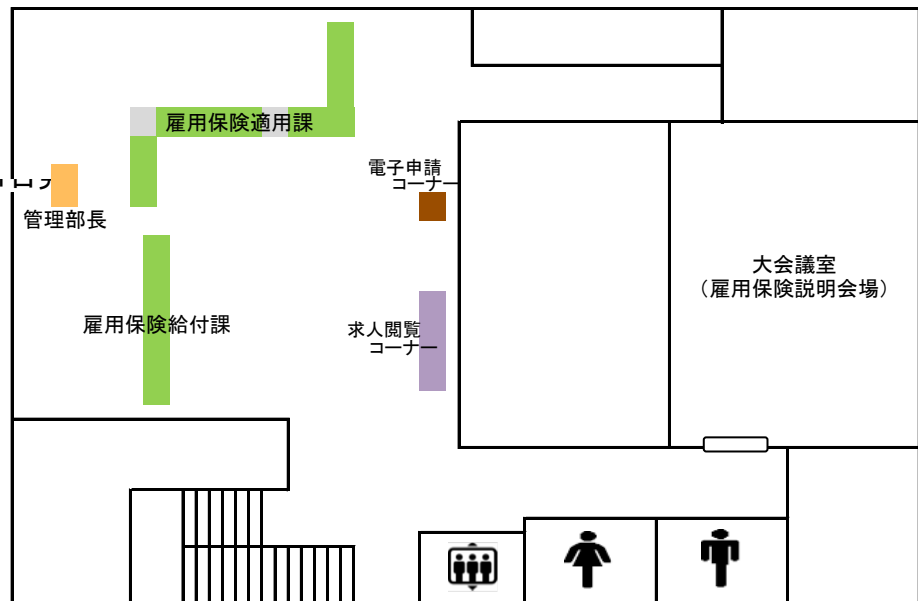 雇用保険適用課
電子申請
コーナー
管理部長
大会議室
（雇用保険説明会場）
雇用保険給付課
求人閲覧
コーナー